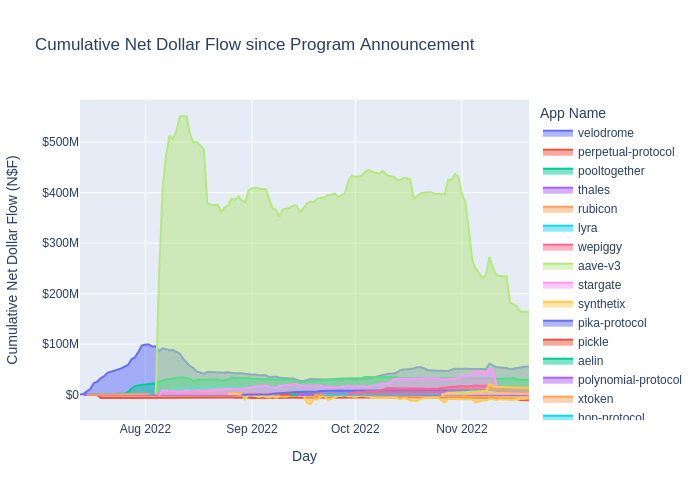 Cumulative Net Dollar Flow since Program Announcement
Cumulative Net Dollar Flow (N$F)
$500M
$400M
$300M
$200M
$100M
$0
Aug 2022
Sep 2022
Oct 2022
Nov 2022
Day
App Name
velodrome
perpetual-protocol
pooltogether
thales
rubicon
lyra
wepiggy
aave-v3
stargate
synthetix
pika-protocol
pickle
aelin
polynomial-protocol
xtoken
hop-protocol